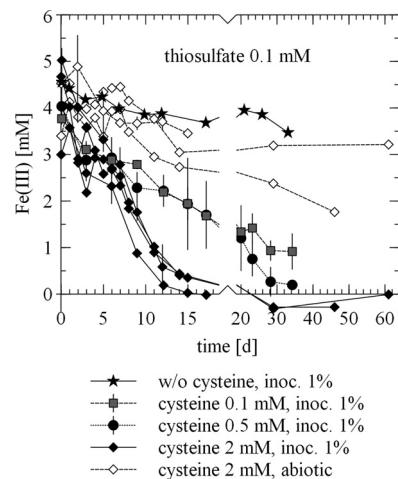 thiosulfate 0.1 mM
Fe(III) [mM]
6
5
4
3
2
1
0
0 5 10 15 20 30 40 50 60
time [d]
w/o cysteine, inoc. 1%
cysteine 0.1 mM, inoc. 1%
cysteine 0.5 mM, inoc. 1%
cysteine 2 mM, inoc. 1%
cysteine 2 mM, abiotic